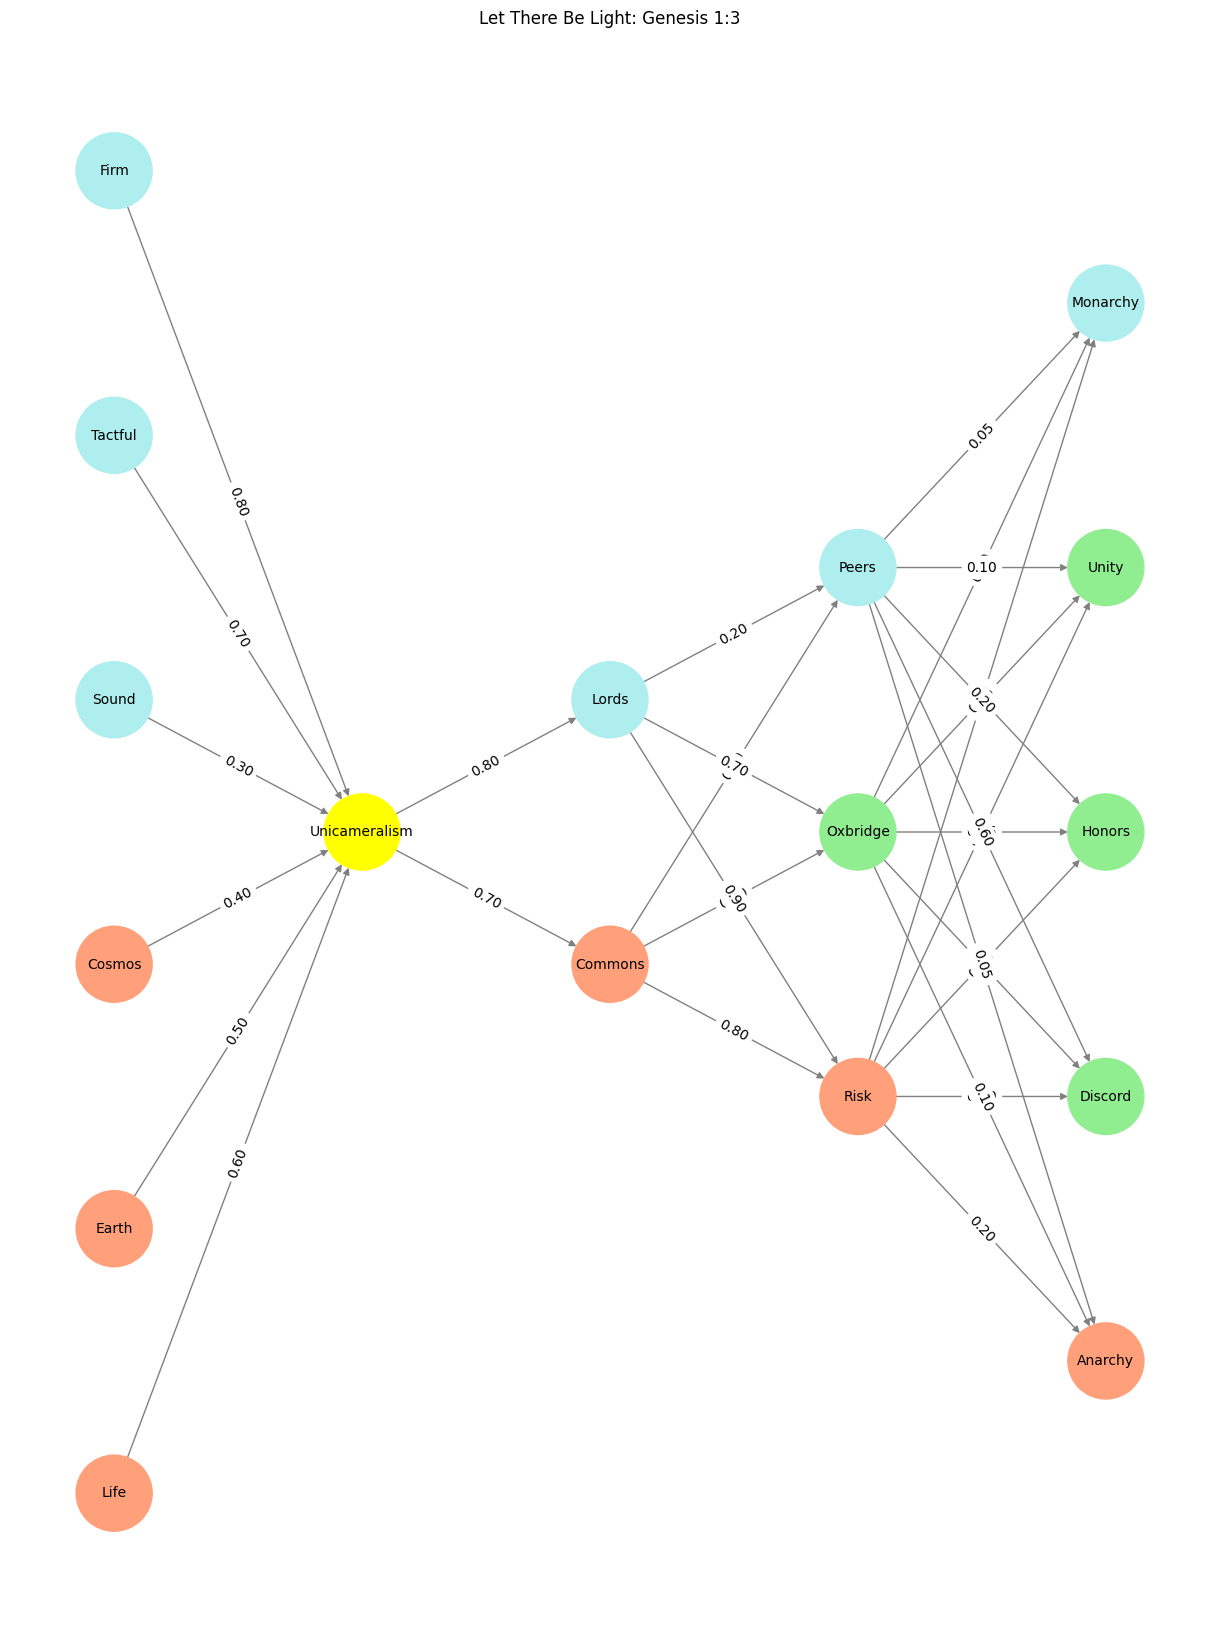 Let There Be Light: Genesis 1:3
Firm
Monarchy
Tactful
0.05
0.80
Peers
0.10
Unity
0.70
0.20
Sound
Lords
0.20
0.30
0.80
0.70
Unicameralism
Oxbridge
0.60
Honors
0.40
0.70
0.90
Cosmos
Commons
0.05
0.50
0.80
Risk
0.10
Discord
0.60
Earth
0.20
Anarchy
Life